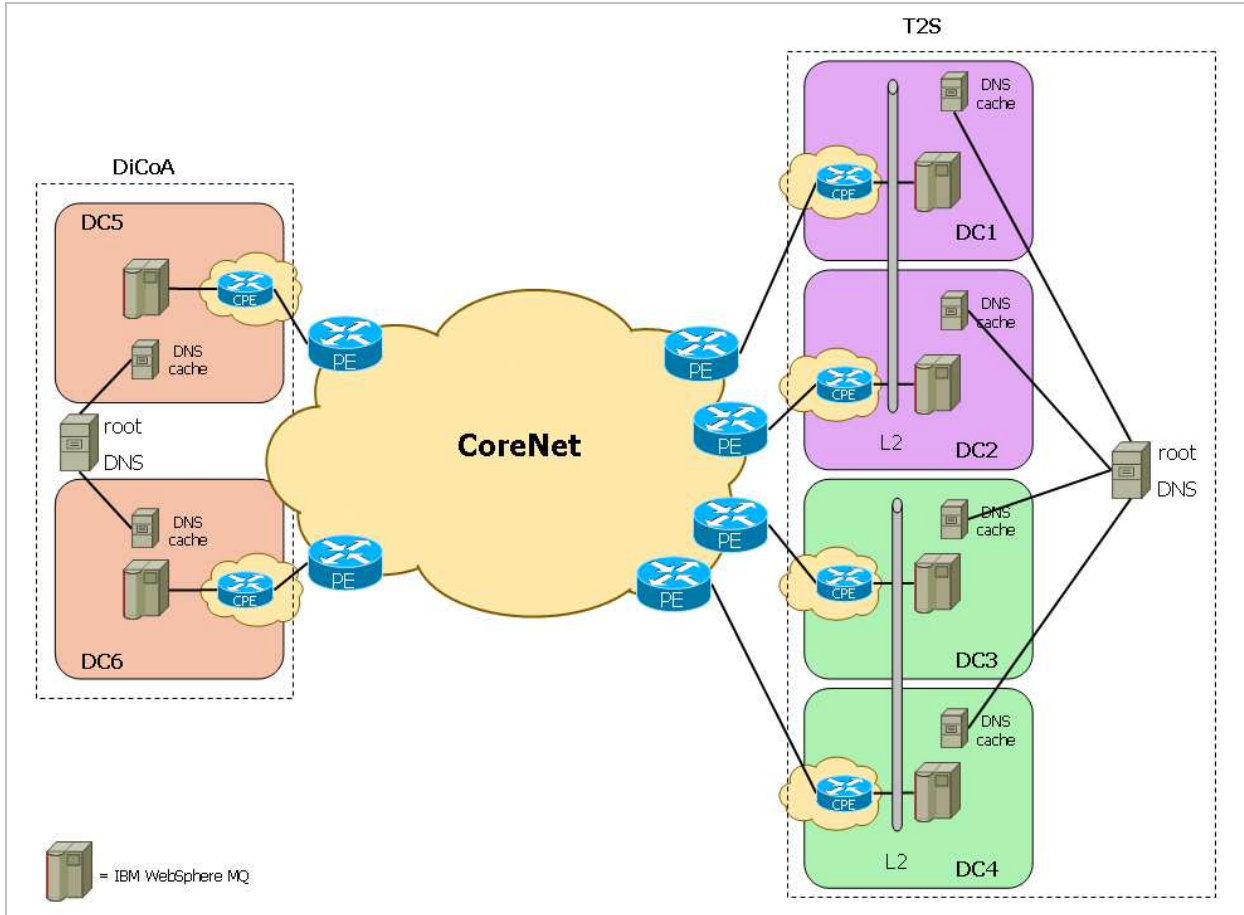 T2S
DiCoA
DNS
cache
CPE
DC1
DC5
CPE
DNS
cache
PE
PE
DNS
cache
CPE
PE
L2
DC2
root
DNS
CoreNet
root
DNS
DNS
cache
DNS
cache
PE
PE
CPE
CPE
PE
DC6
DC3
DNS
cache
CPE
L2
DC4
= IBM WebSphere MQ